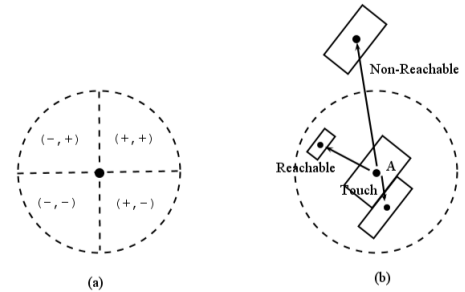 (-,+) (+,+)
(-,-) (+,-)
(a)
Non-Reachable
Reachable
A
Touch
(b)